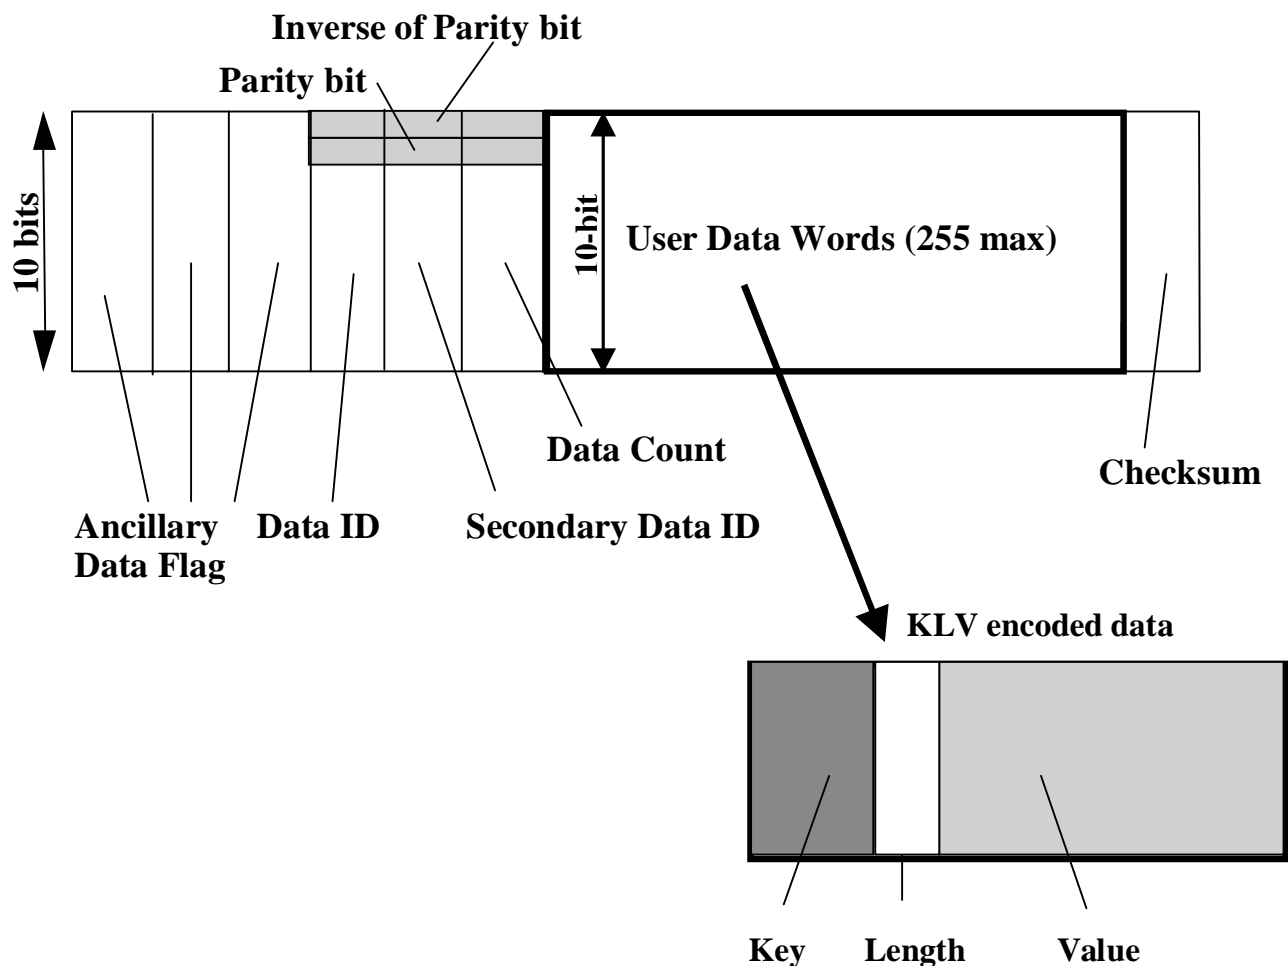 Inverse of Parity bit
Parity bit
10 bits
10-bit
User Data Words (255 max)
Data Count
Checksum
Ancillary
Data Flag
Data ID
Secondary Data ID
KLV encoded data
Key
Length
Value